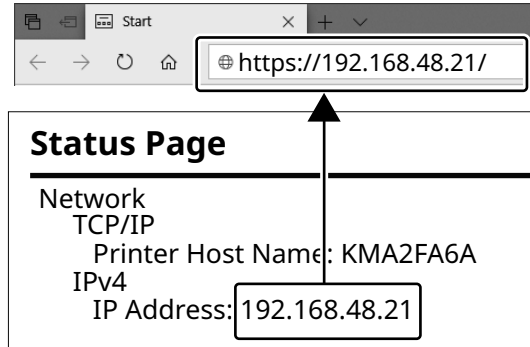 Start
https://192.168.48.21/
Status Page
Network
TCP/IP
Printer Host Name: KMA2FA6A
IPv4
IP Address: 192.168.48.21